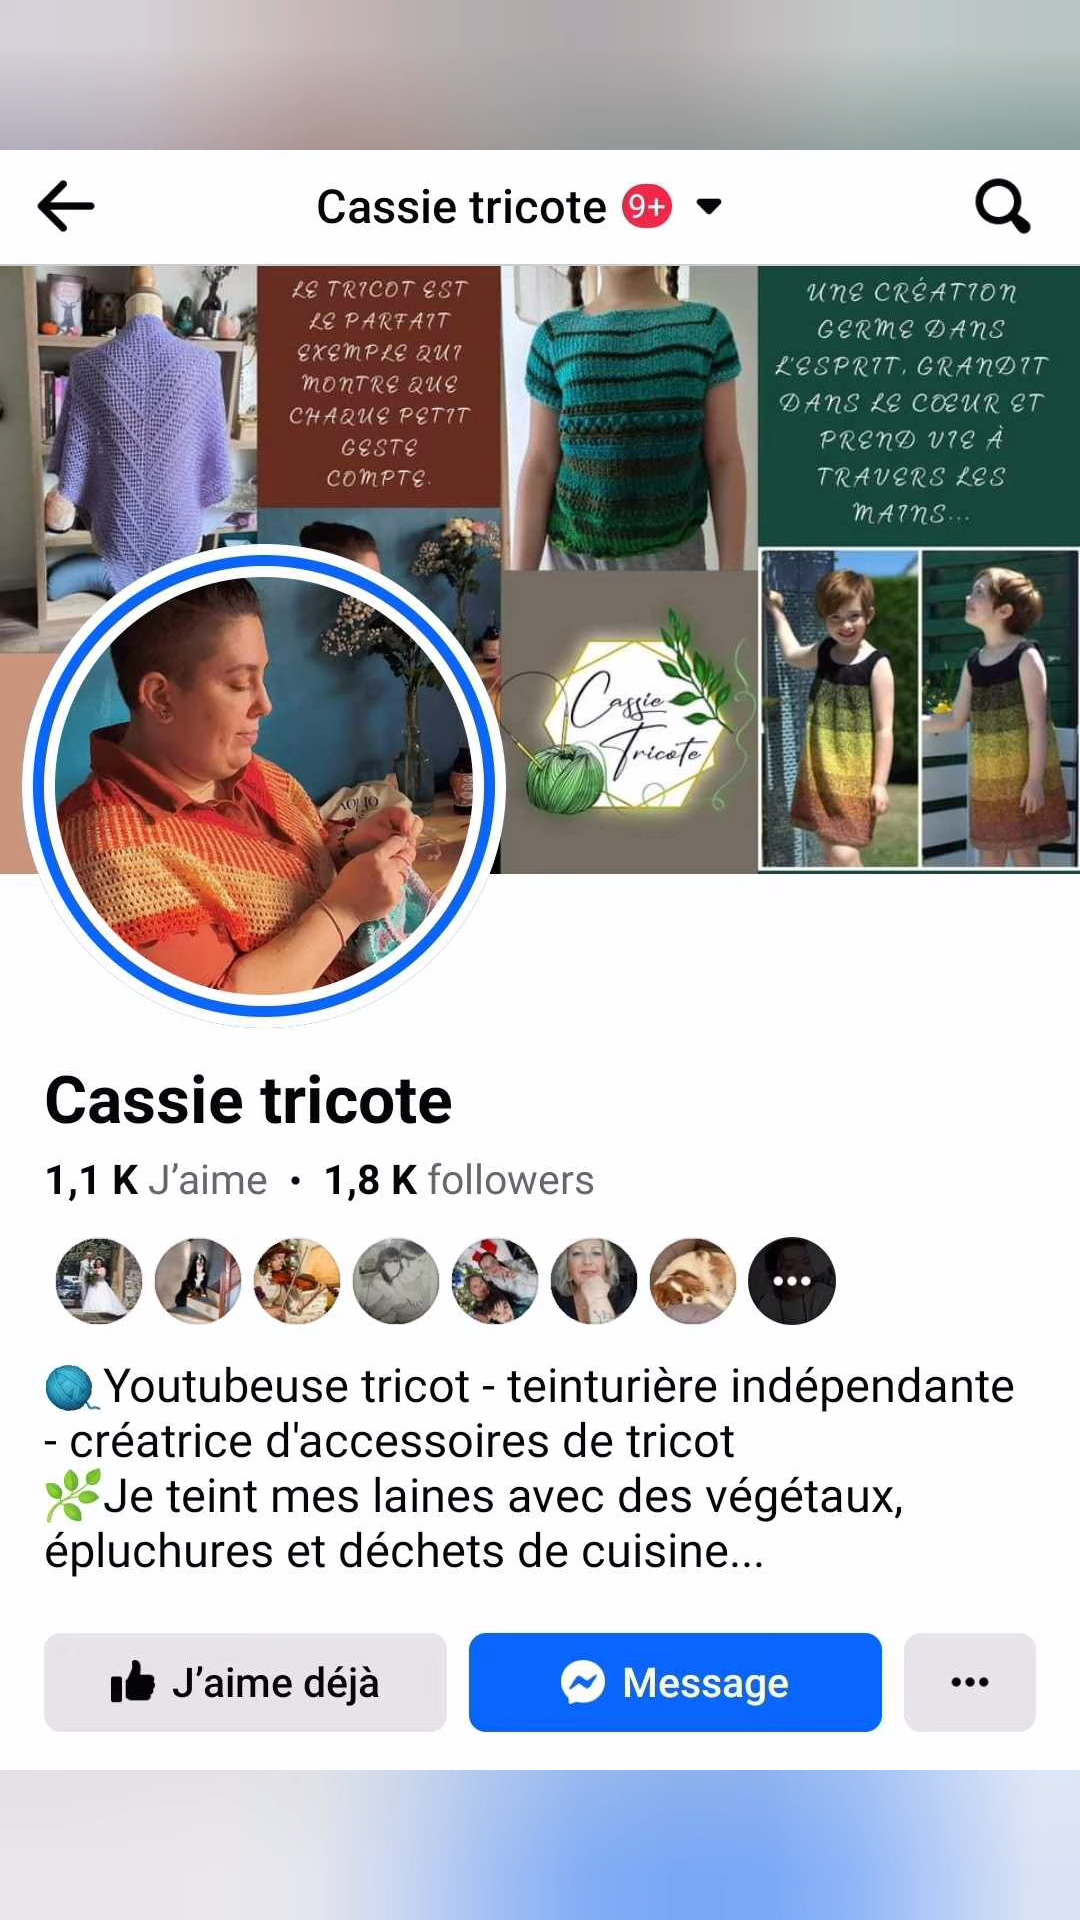 Cassie tricote 9+
LE TRICOT EST
LE PARFAIT
EXEMPLE QUI
MONTRE QUE
CHAQUE PETIT
GESTE
COMPTE.
UNE CRÉATION
GERME DANS
L'ESPRIT, GRANDIT
DANS LE CŒUR ET
PREND VIE À
TRAVERS LES
MAINS...
Cassie
Tricote
Cassie tricote
1,1 K J’aime • 1,8 K followers
🧶Youtubeuse tricot - teinturière indépendante
- créatrice d'accessoires de tricot
🌿Je teint mes laines avec des végétaux,
épluchures et déchets de cuisine...
J’aime déjà
Message